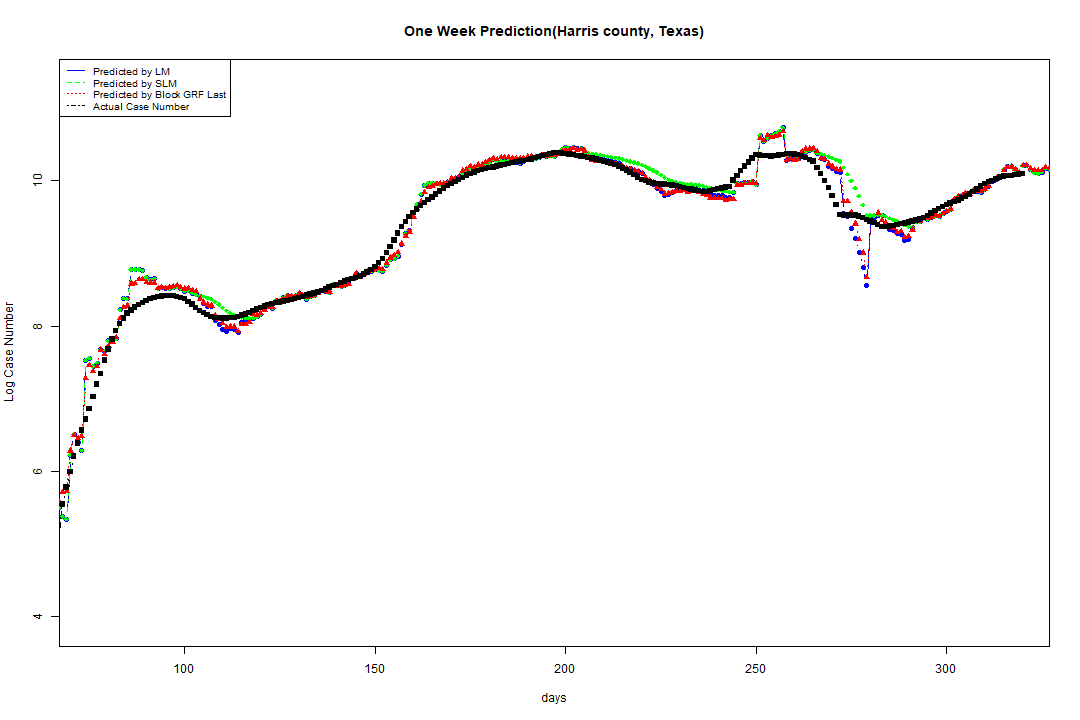 One Week Prediction(Harris county, Texas)
Predicted by LM
Predicted by SLM
Predicted by Block GRF Last
Actual Case Number
10
8
6
4
Log Case Number
100 150 200 250 300
days